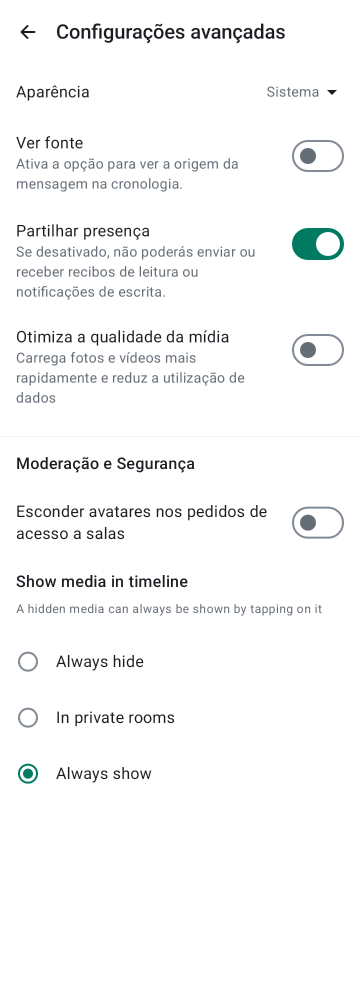 Configurações avançadas
Aparência
Sistema
Ver fonte
Ativa a opção para ver a origem da
mensagem na cronologia.
Partilhar presença
Se desativado, não poderás enviar ou
receber recibos de leitura ou
notificações de escrita.
Otimiza a qualidade da mídia
Carrega fotos e vídeos mais
rapidamente e reduz a utilização de
dados
Moderação e Segurança
Esconder avatares nos pedidos de
acesso a salas
Show media in timeline
A hidden media can always be shown by tapping on it
Always hide
In private rooms
Always show